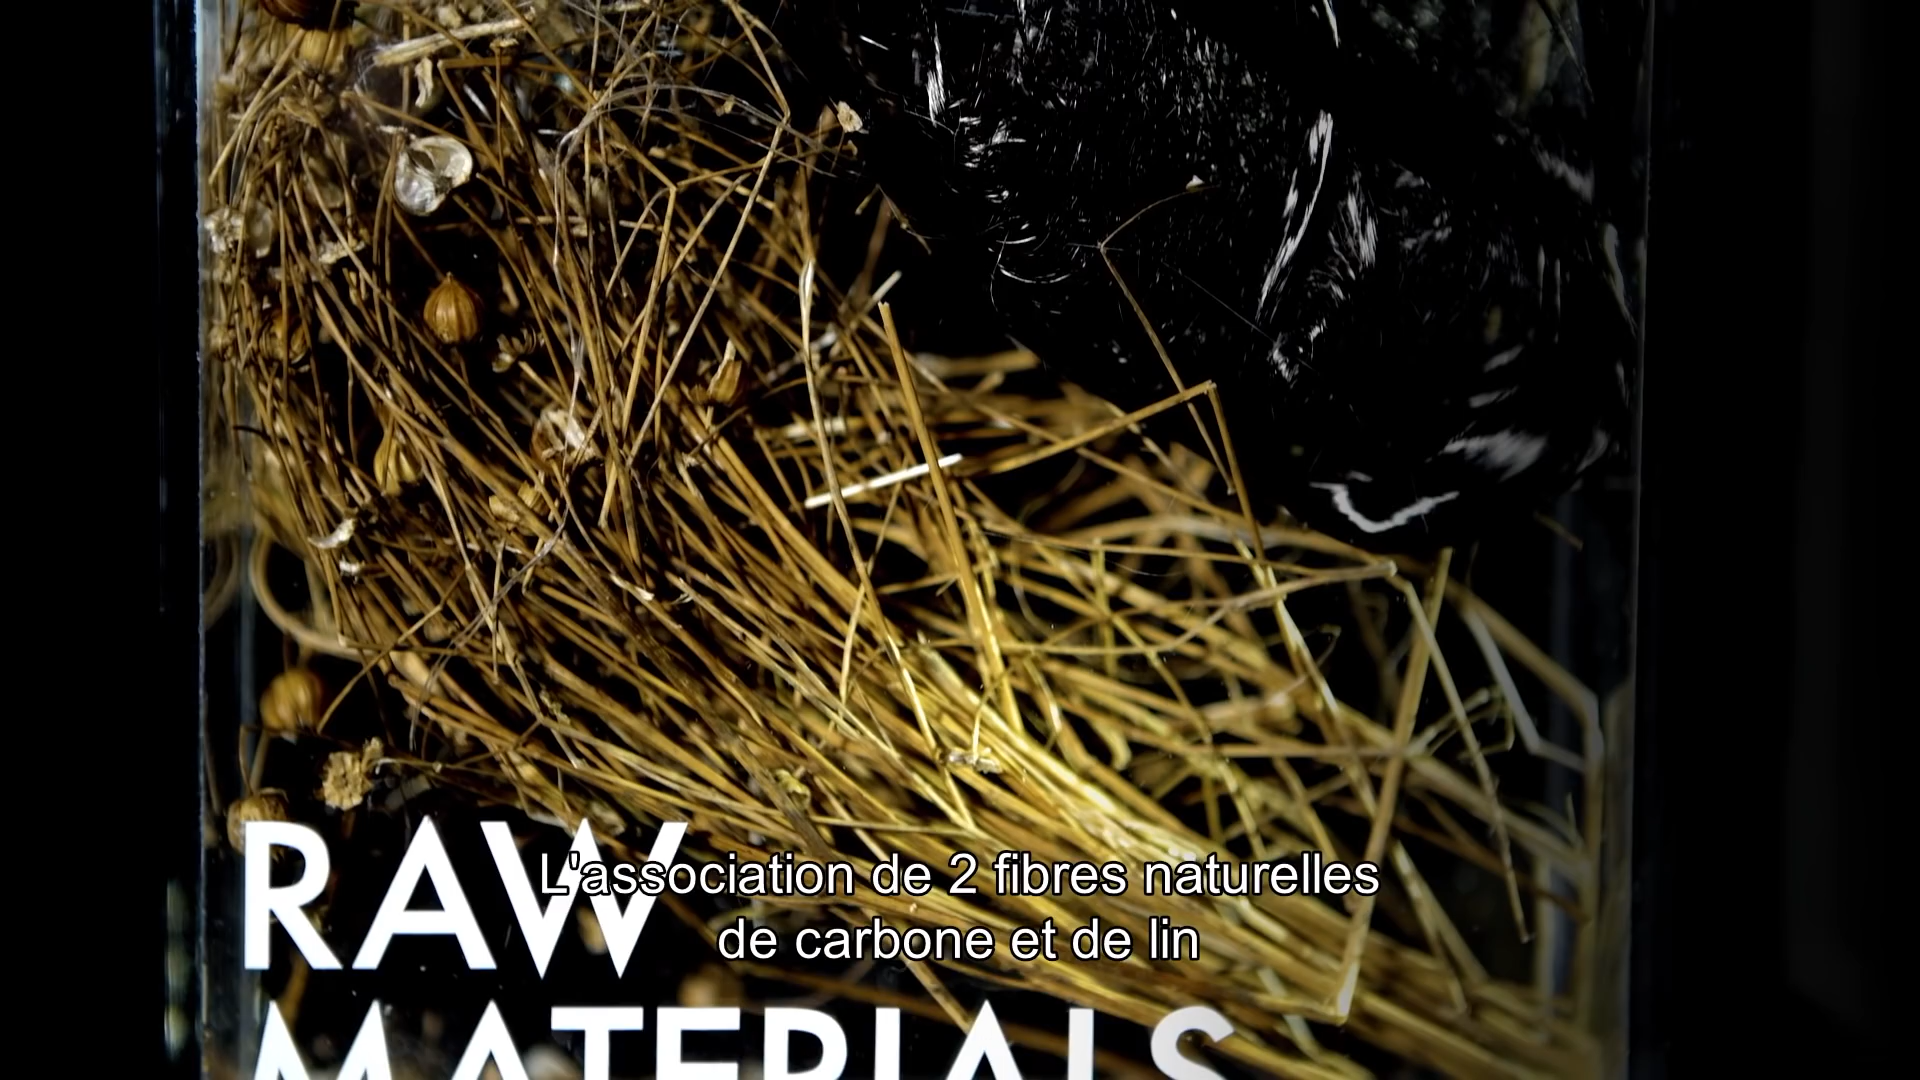 RAW
MATERIALS
L'association de 2 fibres naturelles
de carbone et de lin